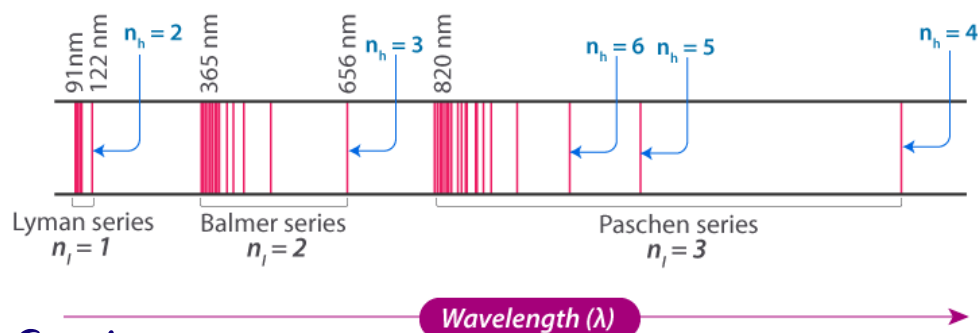 91nm
122 nm
n_h = 2
365 nm
656 nm
n_h = 3
820 nm
n_h = 6
n_h = 5
n_h = 4
Lyman series
n_l = 1
Balmer series
n_l = 2
Paschen series
n_l = 3
Wavelength (λ)